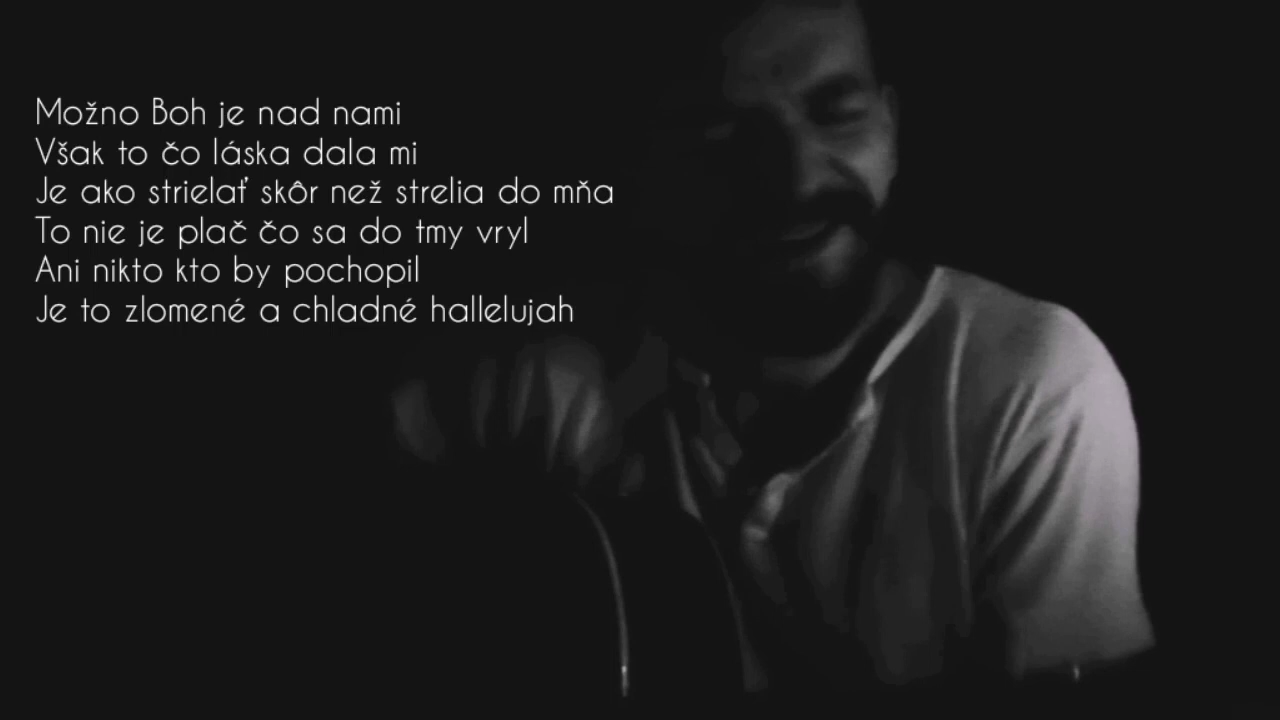 Možno Boh je nad nami
Však to čo láska dala mi
Je ako strielať skôr než strelia do mňa
To nie je plač čo sa do tmy vryl
Ani nikto kto by pochopil
Je to zlomené a chladné hallelujah